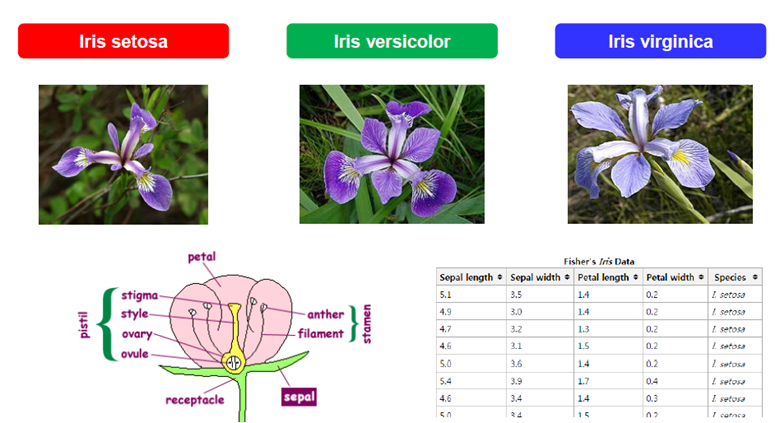 Iris setosa
Iris versicolor
Iris virginica
petal
stigma
style
ovary
ovule
pistil
anther
filament
stamen
receptacle
sepal
Fisher's Iris Data
Sepal length Sepal width Petal length Petal width Species
5.1 3.5 1.4 0.2 I. setosa
4.9 3.0 1.4 0.2 I. setosa
4.7 3.2 1.3 0.2 I. setosa
4.6 3.1 1.5 0.2 I. setosa
5.0 3.6 1.4 0.2 I. setosa
5.4 3.9 1.7 0.4 I. setosa
4.6 3.4 1.4 0.3 I. setosa
5.0 3.4 1.5 0.2 I. setosa